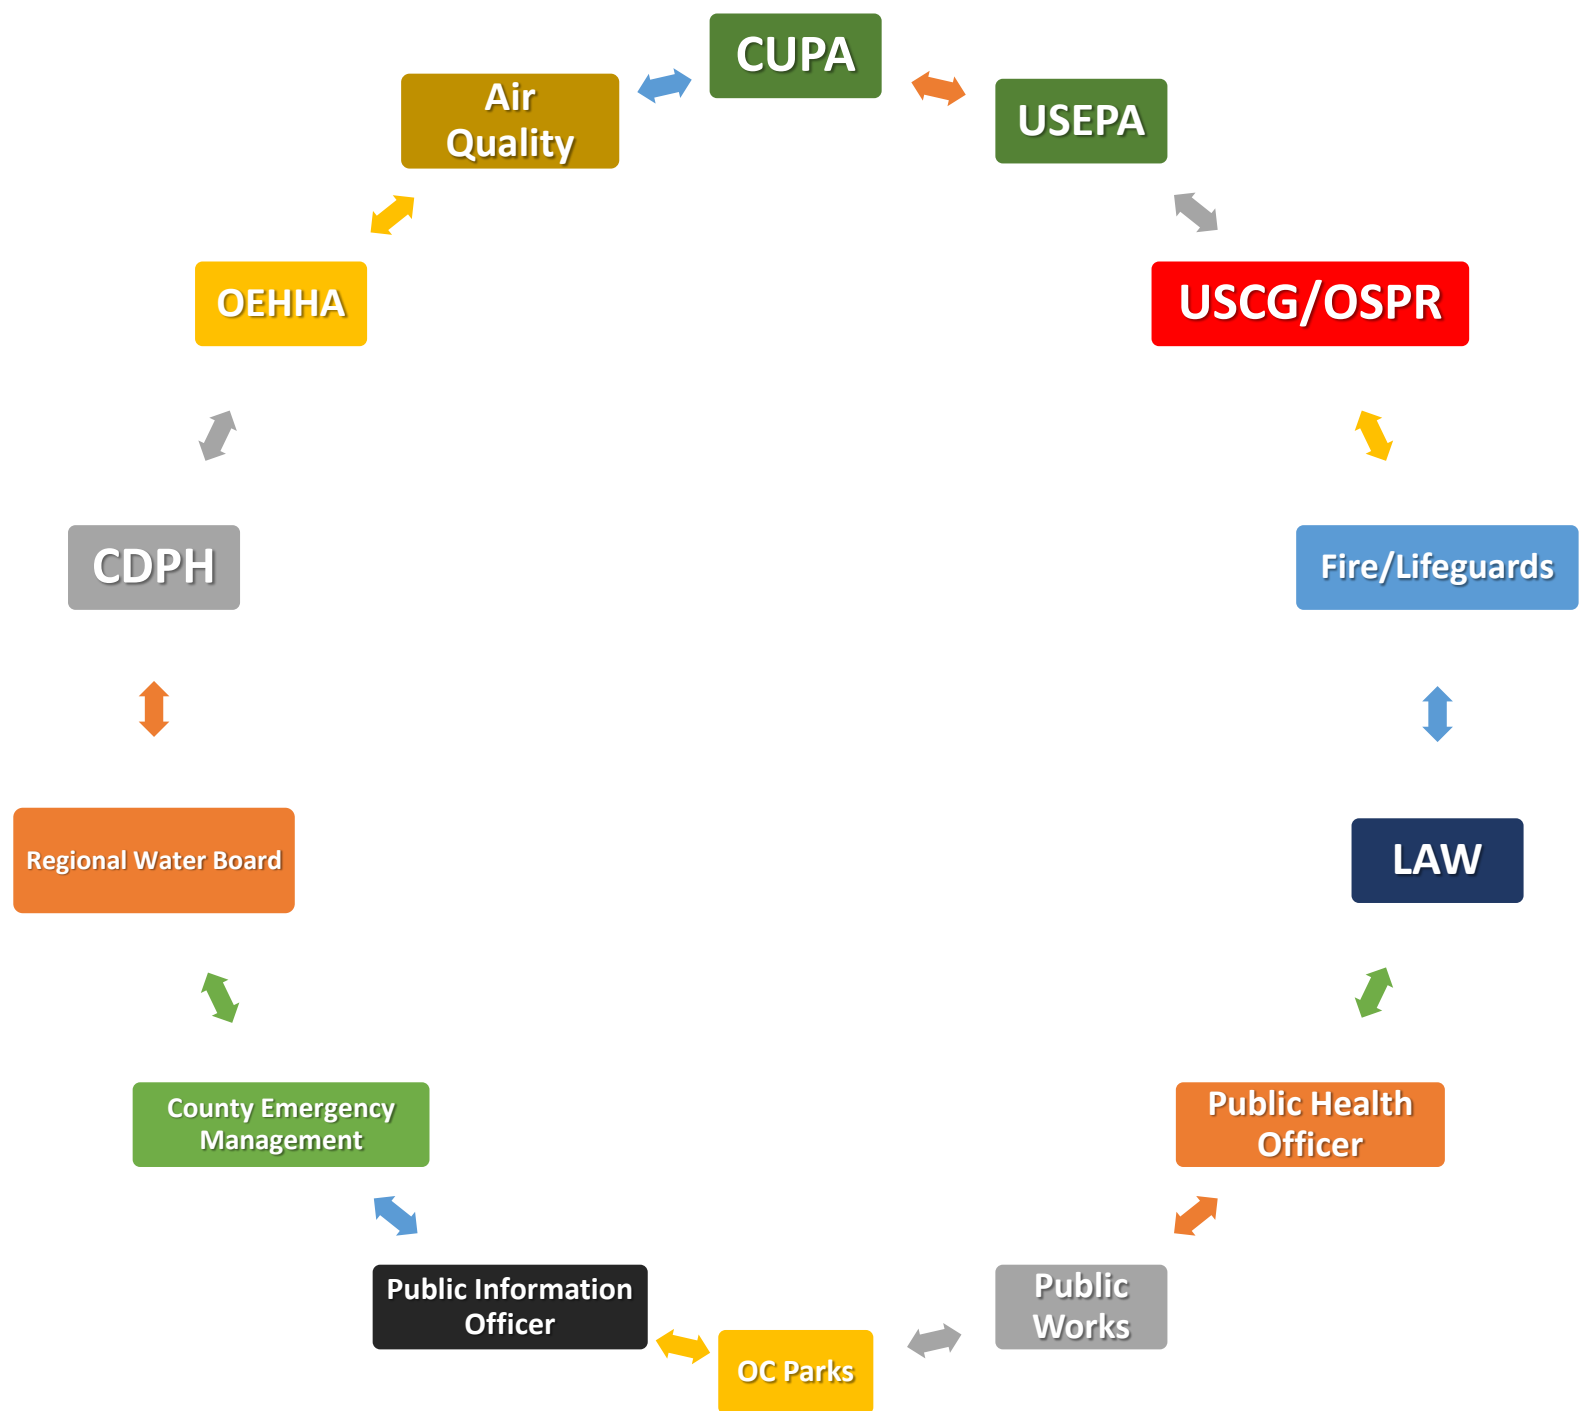 CUPA
Air
Quality
USEPA
OEHHA
USCG/OSPR
CDPH
Fire/Lifeguards
Regional Water Board
LAW
County Emergency
Management
Public Health
Officer
Public Information
Officer
Public
Works
OC Parks